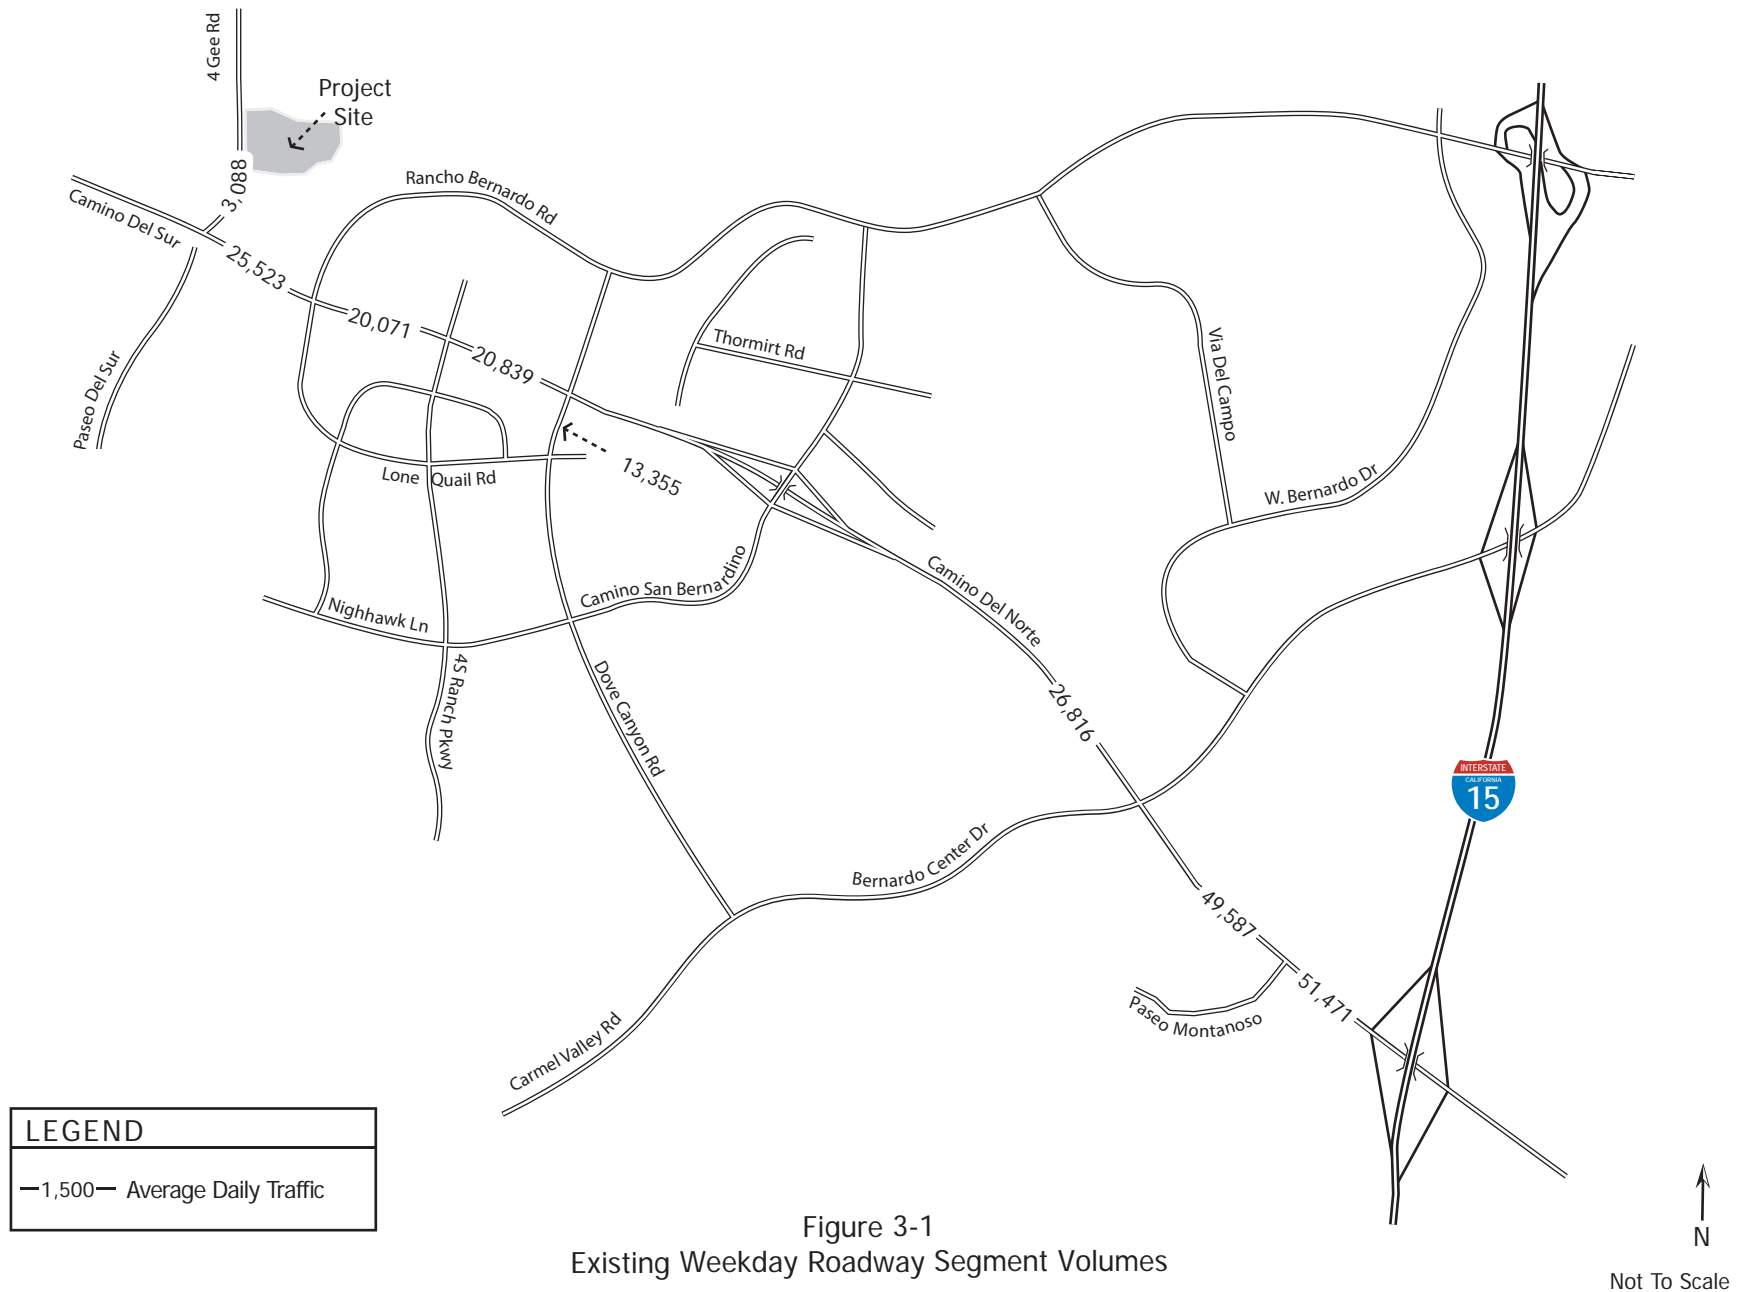 4 Gee Rd
Project
Site
3,088
Camino Del Sur
25,523
Paseo Del Sur
Rancho Bernardo Rd
20,071
20,839
Thormirt Rd
13,355
Lone Quail Rd
Via Del Campo
W. Bernardo Dr
Camino San Bernardino
Nighhawk Ln
Camino Del Norte
4S Ranch Pkwy
Dove Canyon Rd
26,816
INTERSTATE
CALIFORNIA
15
Bernardo Center Dr
49,587
51,471
Paseo Montanoso
Carmel Valley Rd
LEGEND
1,500 Average Daily Traffic
Figure 3-1
Existing Weekday Roadway Segment Volumes
N
Not To Scale